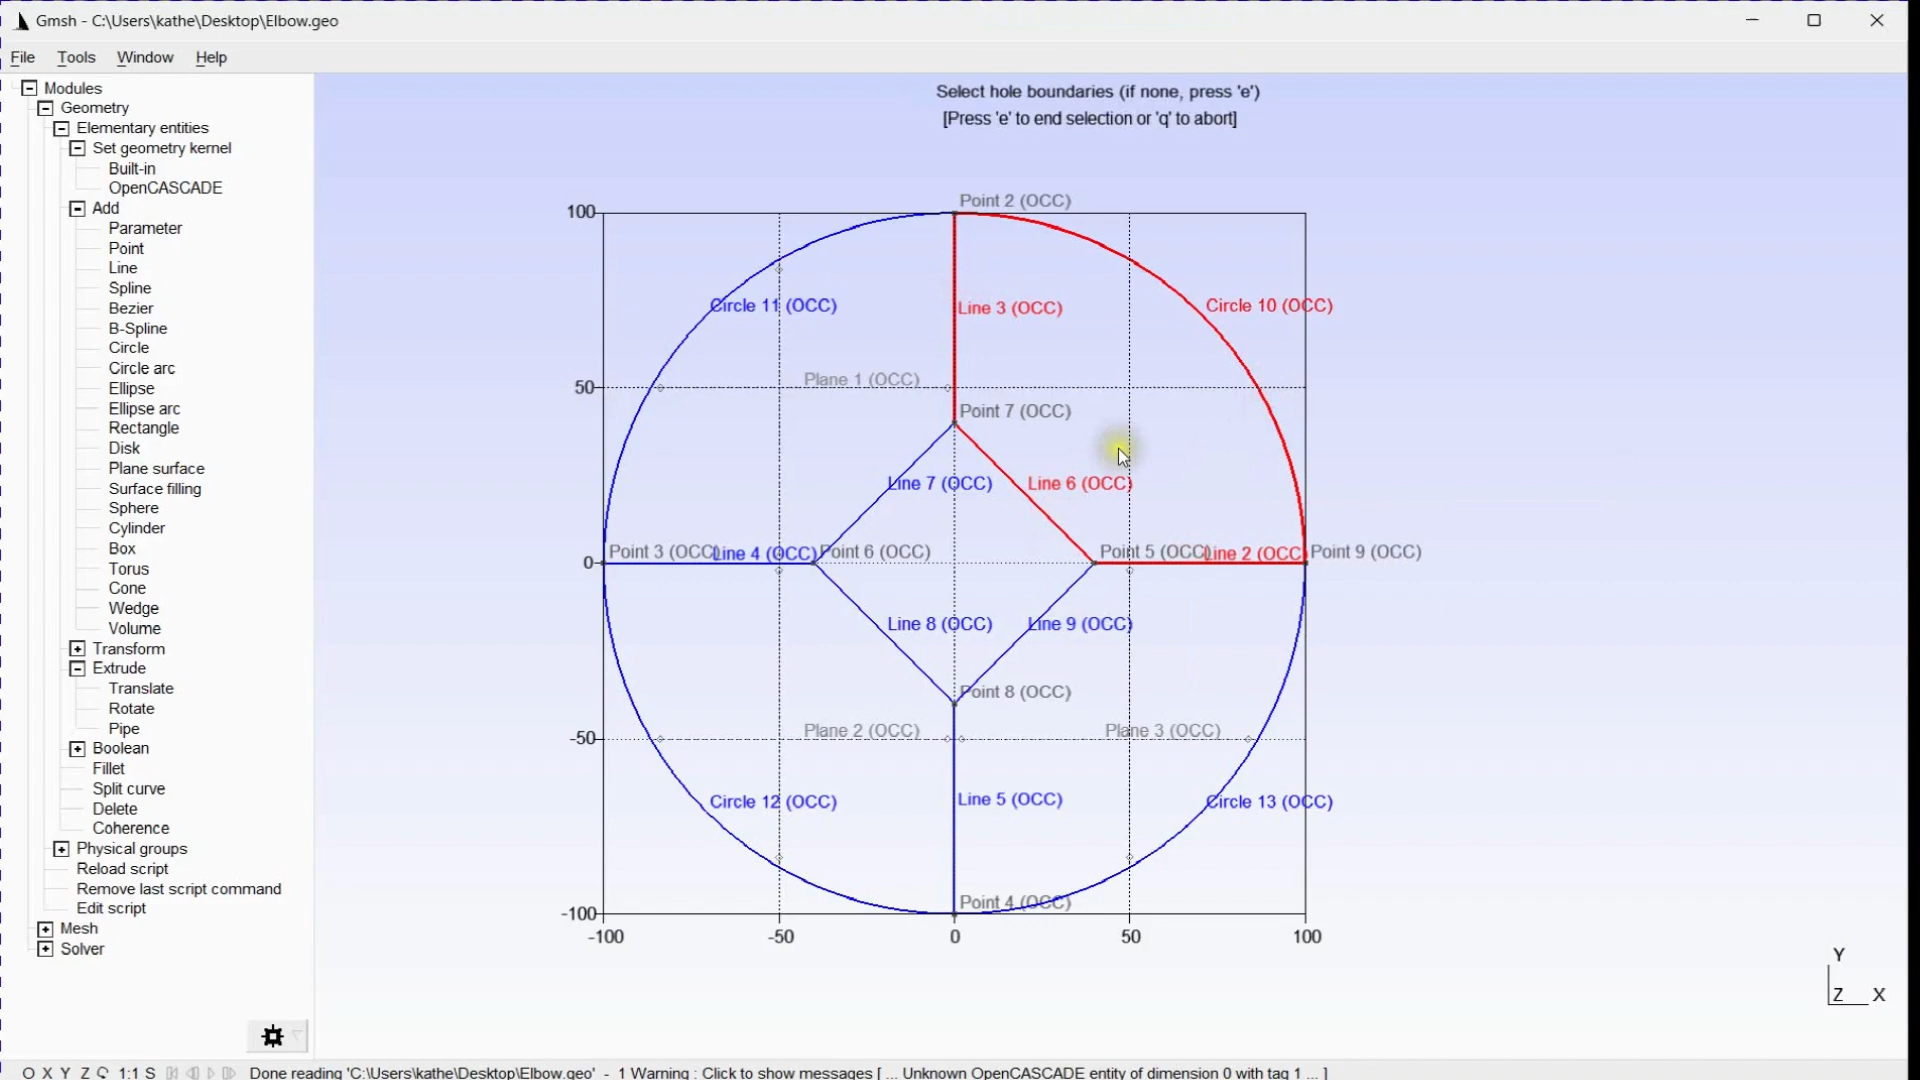 Gmsh - C:\Users\kathe\Desktop\Elbow.geo
File Tools Window Help
Modules
Geometry
Elementary entities
Set geometry kernel
Built-in
OpenCASCADE
Add
Parameter
Point
Line
Spline
Bezier
B-Spline
Circle
Circle arc
Ellipse
Ellipse arc
Rectangle
Disk
Plane surface
Surface filling
Sphere
Cylinder
Box
Torus
Cone
Wedge
Volume
Transform
Extrude
Translate
Rotate
Pipe
Boolean
Fillet
Split curve
Delete
Coherence
Physical groups
Reload script
Remove last script command
Edit script
Mesh
Solver
Select hole boundaries (if none, press 'e')
[Press 'e' to end selection or 'q' to abort]
Point 2 (OCC)
100
Circle 11 (OCC) Line 3 (OCC) Circle 10 (OCC)
Plane 1 (OCC)
50
Point 7 (OCC)
Line 7 (OCC) Line 6 (OCC)
0 Point 3 (OCC) Line 4 (OCC) Point 6 (OCC) Point 5 (OCC) Line 2 (OCC) Point 9 (OCC)
Line 8 (OCC) Line 9 (OCC)
Point 8 (OCC)
Plane 2 (OCC) Plane 3 (OCC)
-50
Circle 12 (OCC) Line 5 (OCC) Circle 13 (OCC)
Point 4 (OCC)
-100
-100 -50 0 50 100
Y
Z X
O X Y Z 1:1 S Done reading 'C:\Users\kathe\Desktop\Elbow.geo' - 1 Warning : Click to show messages [ ... Unknown OpenCASCADE entity of dimension 0 with tag 1 ... ]